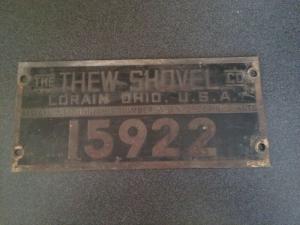 THE THEW SHOVEL CO.
LORAIN OHIO, U.S.A.
15922